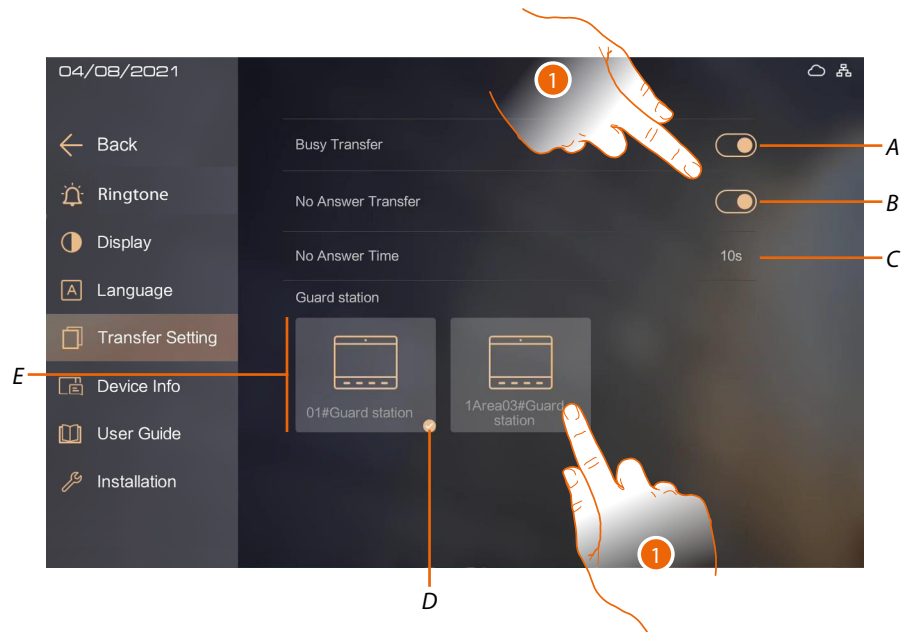 04/08/2021
Back
Ringtone
Display
A Language
Transfer Setting
Device Info
User Guide
Installation
1
Busy Transfer
A
No Answer Transfer
B
No Answer Time
10s
C
Guard station
E
01#Guard station
1Area03#Guard
station
1
D